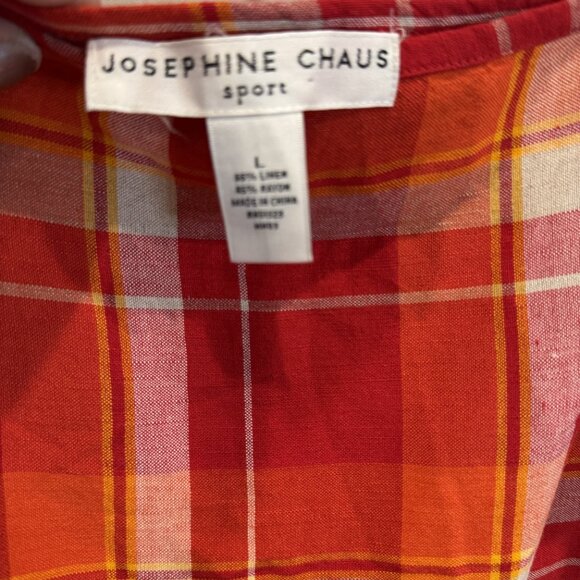 JOSEPHINE CHAUS
sport
L
55% LINEN
45% RAYON
MADE IN CHINA